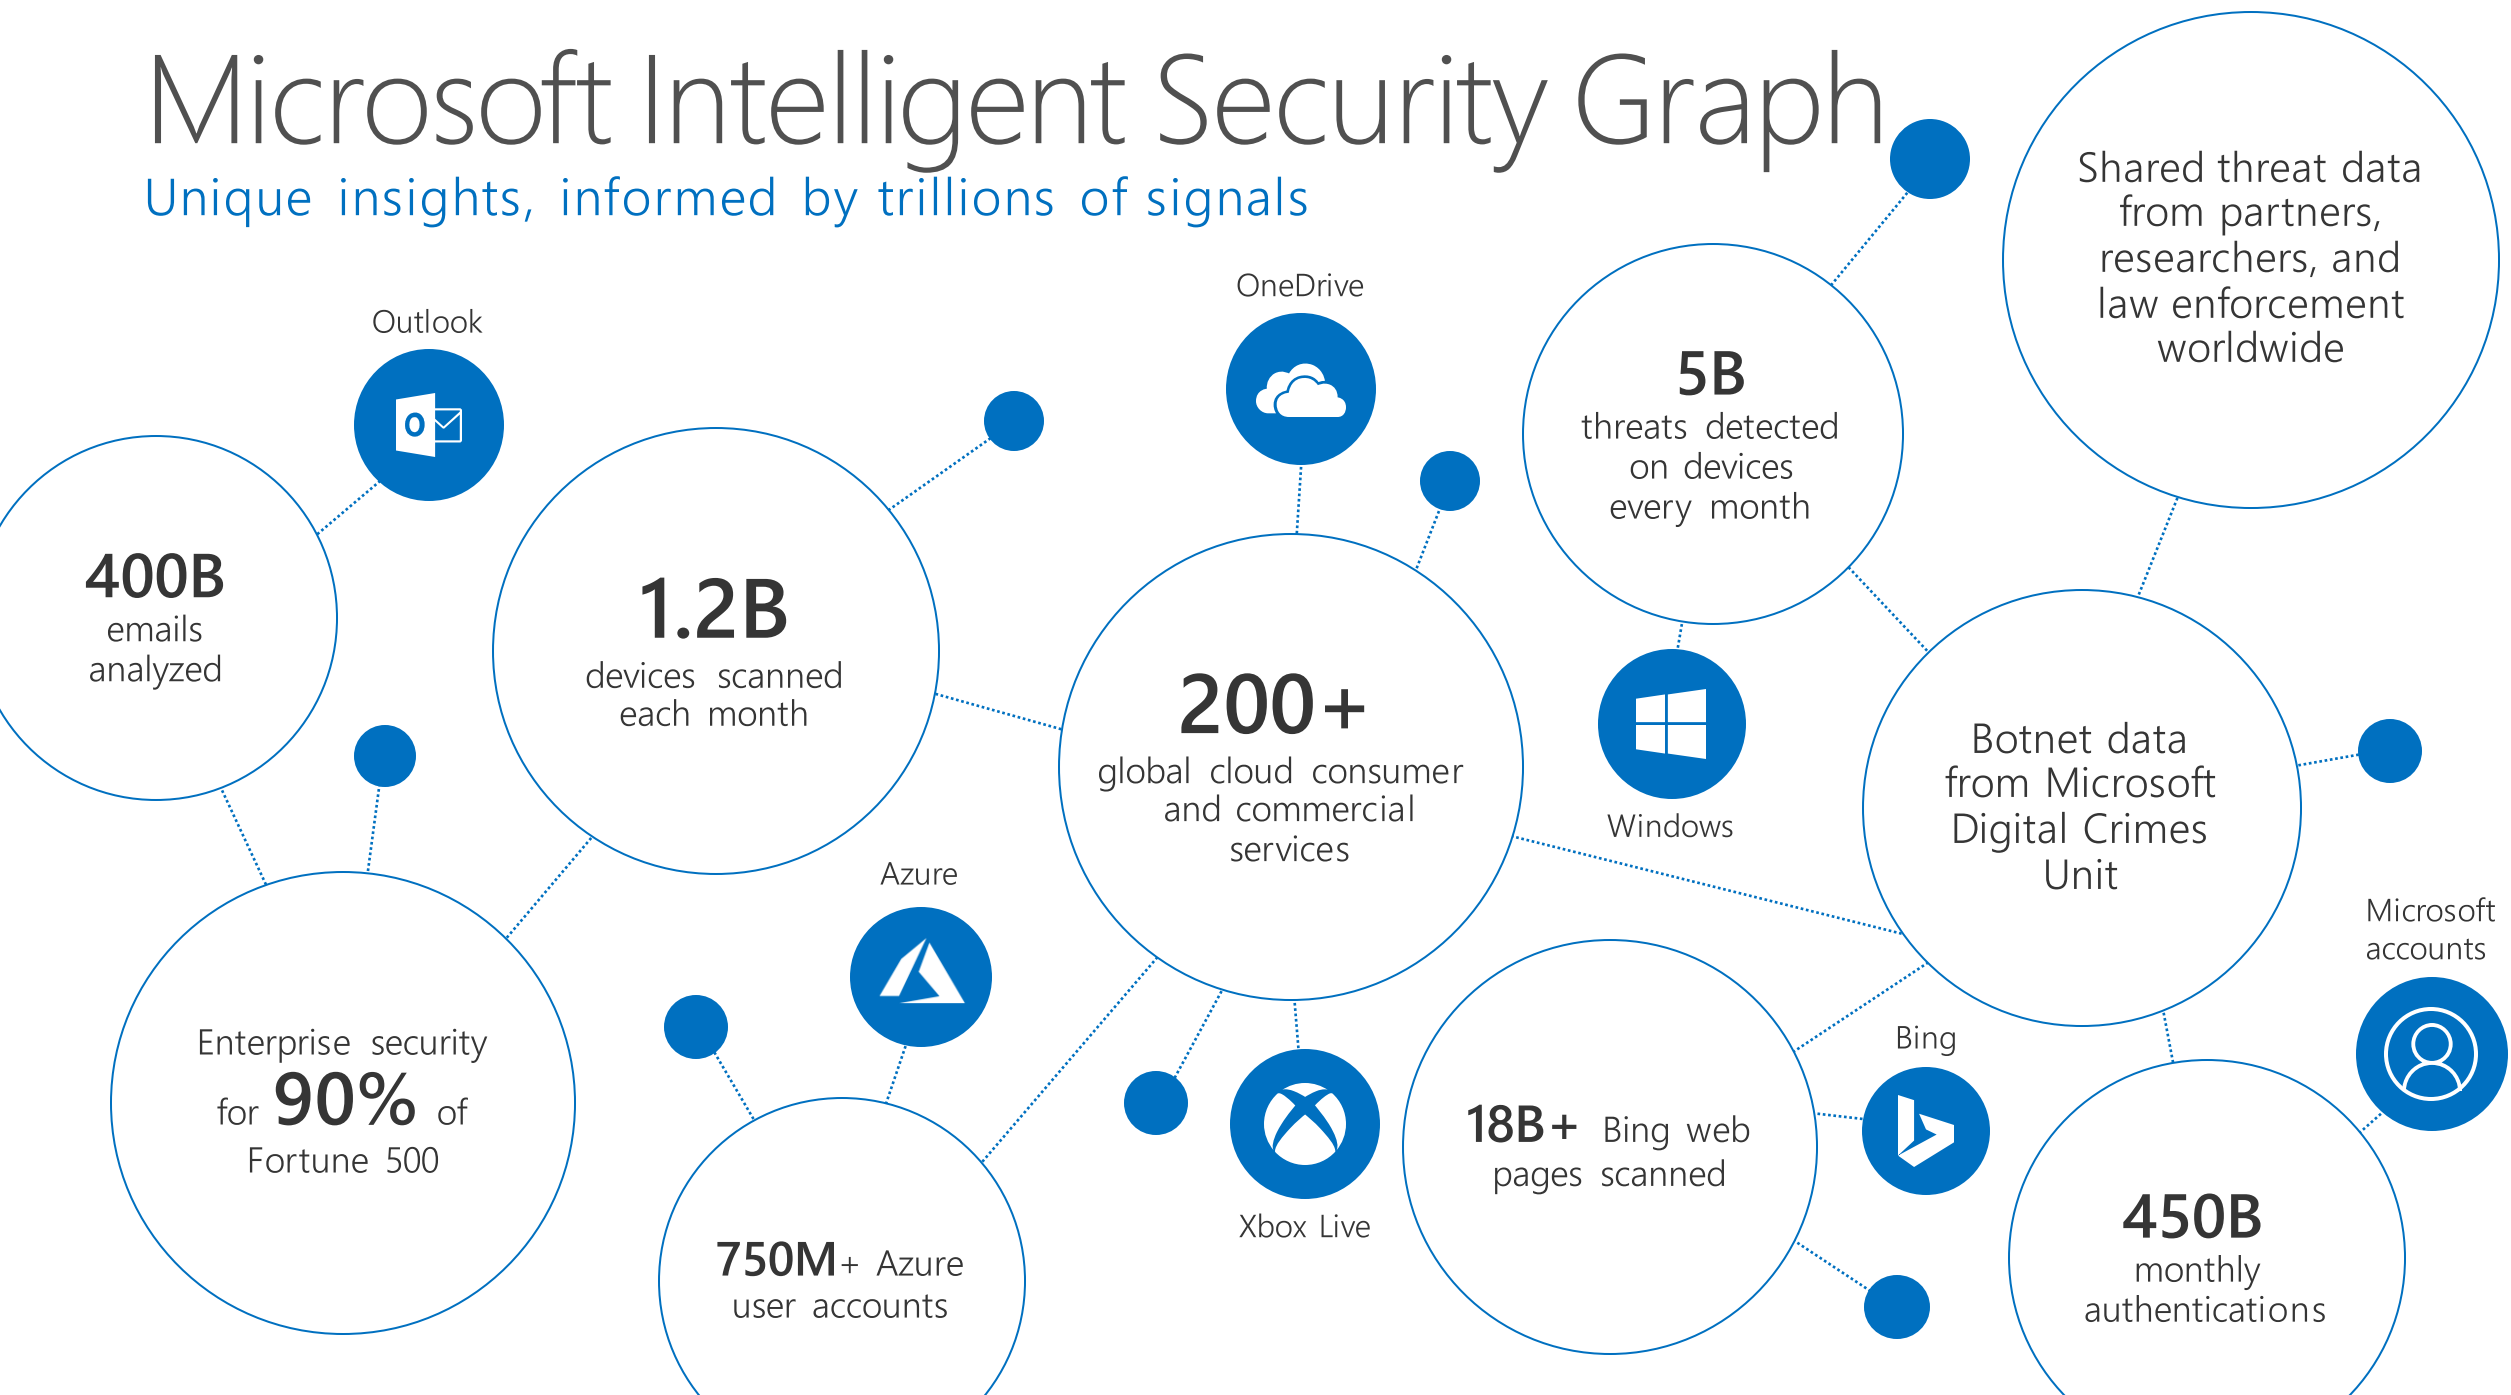 Microsoft Intelligent Security Graph
Unique insights, informed by trillions of signals
Shared threat data
from partners,
researchers, and
law enforcement
worldwide
OneDrive
Outlook
O
5B
threats detected
on devices
every month
400B
emails
analyzed
1.2B
devices scanned
each month
200+
global cloud consumer
and commercial
services
Windows
Botnet data
from Microsoft
Digital Crimes
Unit
Azure
Microsoft
accounts
Enterprise security
for 90% of
Fortune 500
Bing
18B+ Bing web
pages scanned
Xbox Live
750M+ Azure
user accounts
450B
monthly
authentications